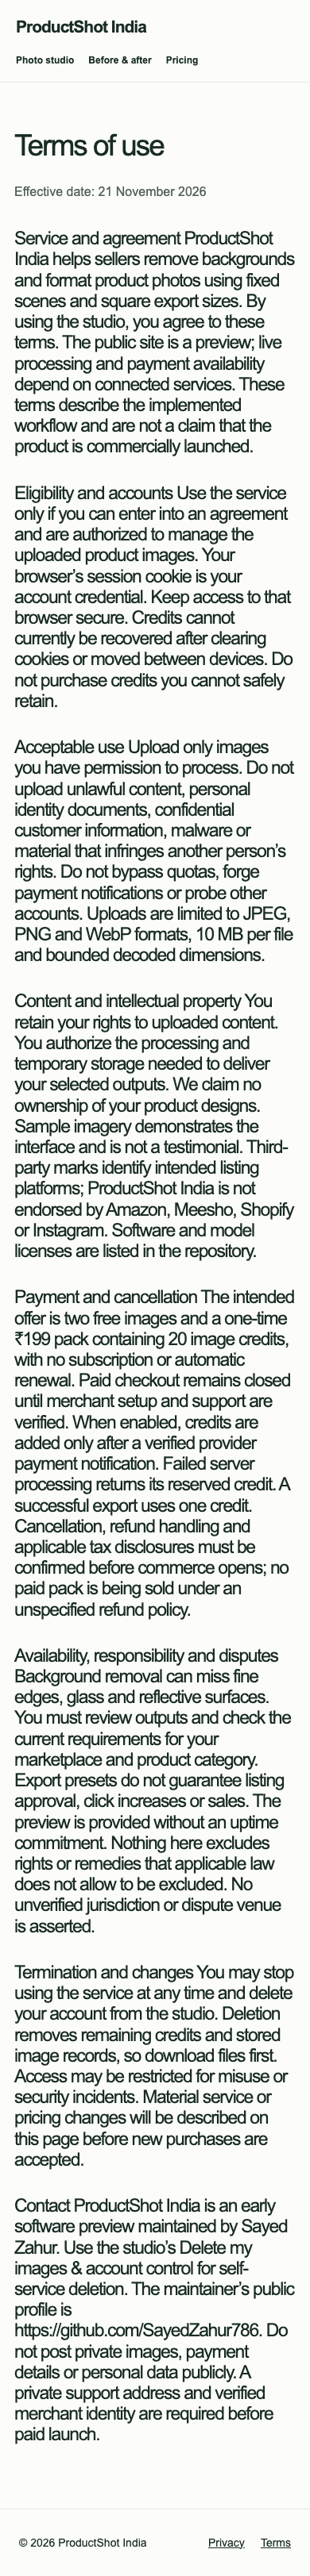 ProductShot India
Photo studio Before & after Pricing
Terms of use
Effective date: 21 November 2026
Service and agreement ProductShot
India helps sellers remove backgrounds
and format product photos using fixed
scenes and square export sizes. By
using the studio, you agree to these
terms. The public site is a preview; live
processing and payment availability
depend on connected services. These
terms describe the implemented
workflow and are not a claim that the
product is commercially launched.
Eligibility and accounts Use the service
only if you can enter into an agreement
and are authorized to manage the
uploaded product images. Your
browser’s session cookie is your
account credential. Keep access to that
browser secure. Credits cannot
currently be recovered after clearing
cookies or moved between devices. Do
not purchase credits you cannot safely
retain.
Acceptable use Upload only images
you have permission to process. Do not
upload unlawful content, personal
identity documents, confidential
customer information, malware or
material that infringes another person’s
rights. Do not bypass quotas, forge
payment notifications or probe other
accounts. Uploads are limited to JPEG,
PNG and WebP formats, 10 MB per file
and bounded decoded dimensions.
Content and intellectual property You
retain your rights to uploaded content.
You authorize the processing and
temporary storage needed to deliver
your selected outputs. We claim no
ownership of your product designs.
Sample imagery demonstrates the
interface and is not a testimonial. Third-
party marks identify intended listing
platforms; ProductShot India is not
endorsed by Amazon, Meesho, Shopify
or Instagram. Software and model
licenses are listed in the repository.
Payment and cancellation The intended
offer is two free images and a one-time
₹199 pack containing 20 image credits,
with no subscription or automatic
renewal. Paid checkout remains closed
until merchant setup and support are
verified. When enabled, credits are
added only after a verified provider
payment notification. Failed server
processing returns its reserved credit. A
successful export uses one credit.
Cancellation, refund handling and
applicable tax disclosures must be
confirmed before commerce opens; no
paid pack is being sold under an
unspecified refund policy.
Availability, responsibility and disputes
Background removal can miss fine
edges, glass and reflective surfaces.
You must review outputs and check the
current requirements for your
marketplace and product category.
Export presets do not guarantee listing
approval, click increases or sales. The
preview is provided without an uptime
commitment. Nothing here excludes
rights or remedies that applicable law
does not allow to be excluded. No
unverified jurisdiction or dispute venue
is asserted.
Termination and changes You may stop
using the service at any time and delete
your account from the studio. Deletion
removes remaining credits and stored
image records, so download files first.
Access may be restricted for misuse or
security incidents. Material service or
pricing changes will be described on
this page before new purchases are
accepted.
Contact ProductShot India is an early
software preview maintained by Sayed
Zahur. Use the studio’s Delete my
images & account control for self-
service deletion. The maintainer’s public
profile is
https://github.com/SayedZahur786. Do
not post private images, payment
details or personal data publicly. A
private support address and verified
merchant identity are required before
paid launch.
© 2026 ProductShot India Privacy Terms